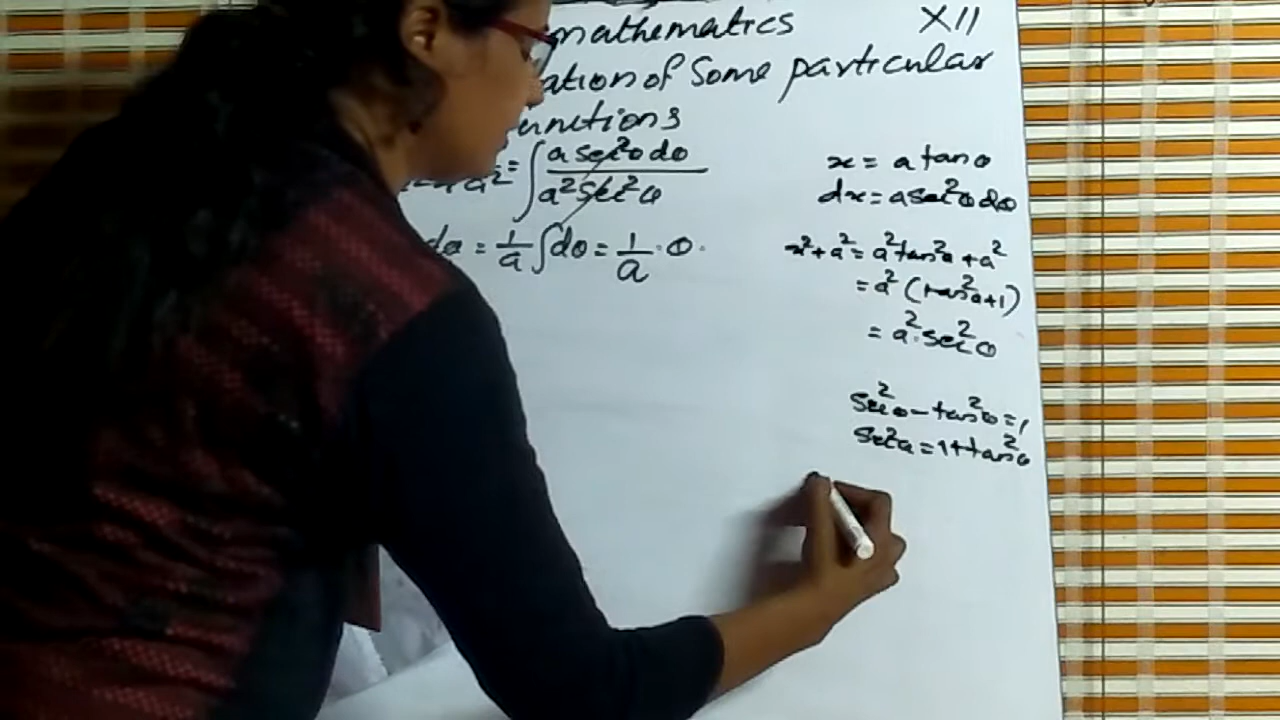 mathematics XII
ation of Some particular
unctions
= ∫ a sec²θ dθ / a² sec²θ
dθ = 1/a ∫dθ = 1/a · θ.
x = a tanθ
dx = a sec²θ dθ
x² + a² = a² tan²θ + a²
= a² (tan²θ + 1)
= a² · sec²θ
sec²θ - tan²θ = 1
sec²θ = 1 + tan²θ